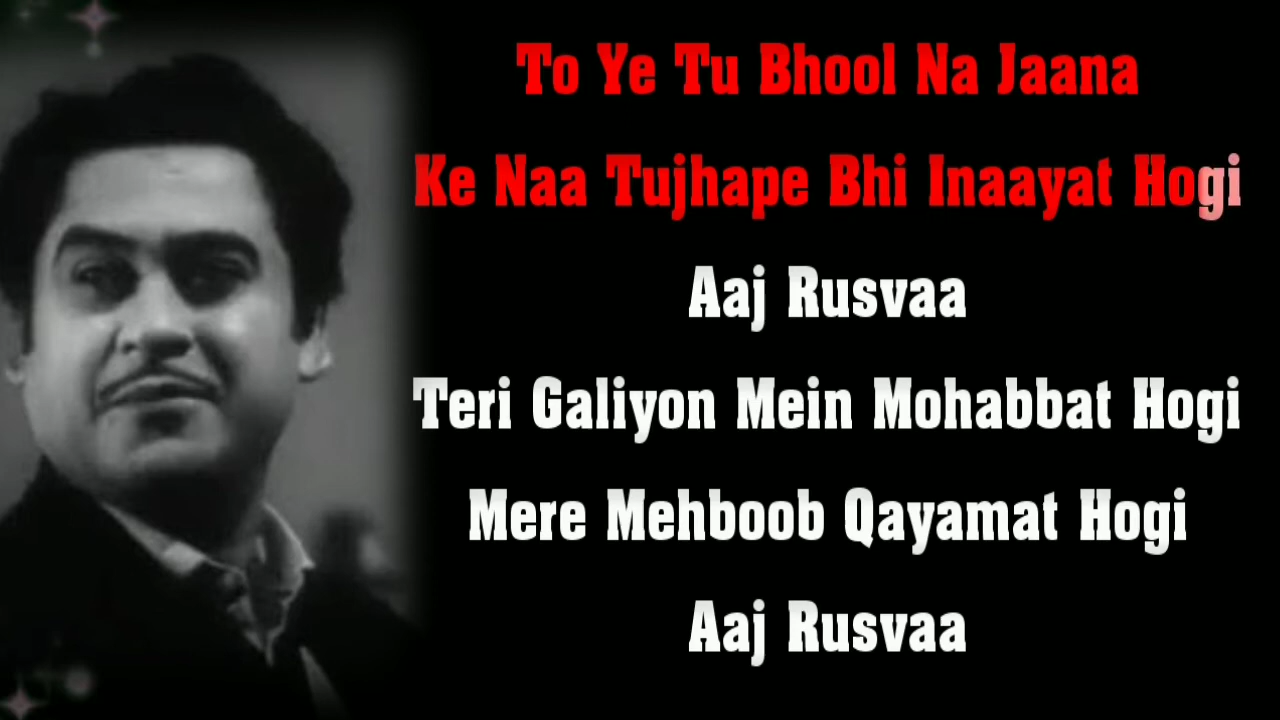 To Ye Tu Bhool Na Jaana
Ke Naa Tujhape Bhi Inaayat Hogi
Aaj Rusvaa
Teri Galiyon Mein Mohabbat Hogi
Mere Mehboob Qayamat Hogi
Aaj Rusvaa